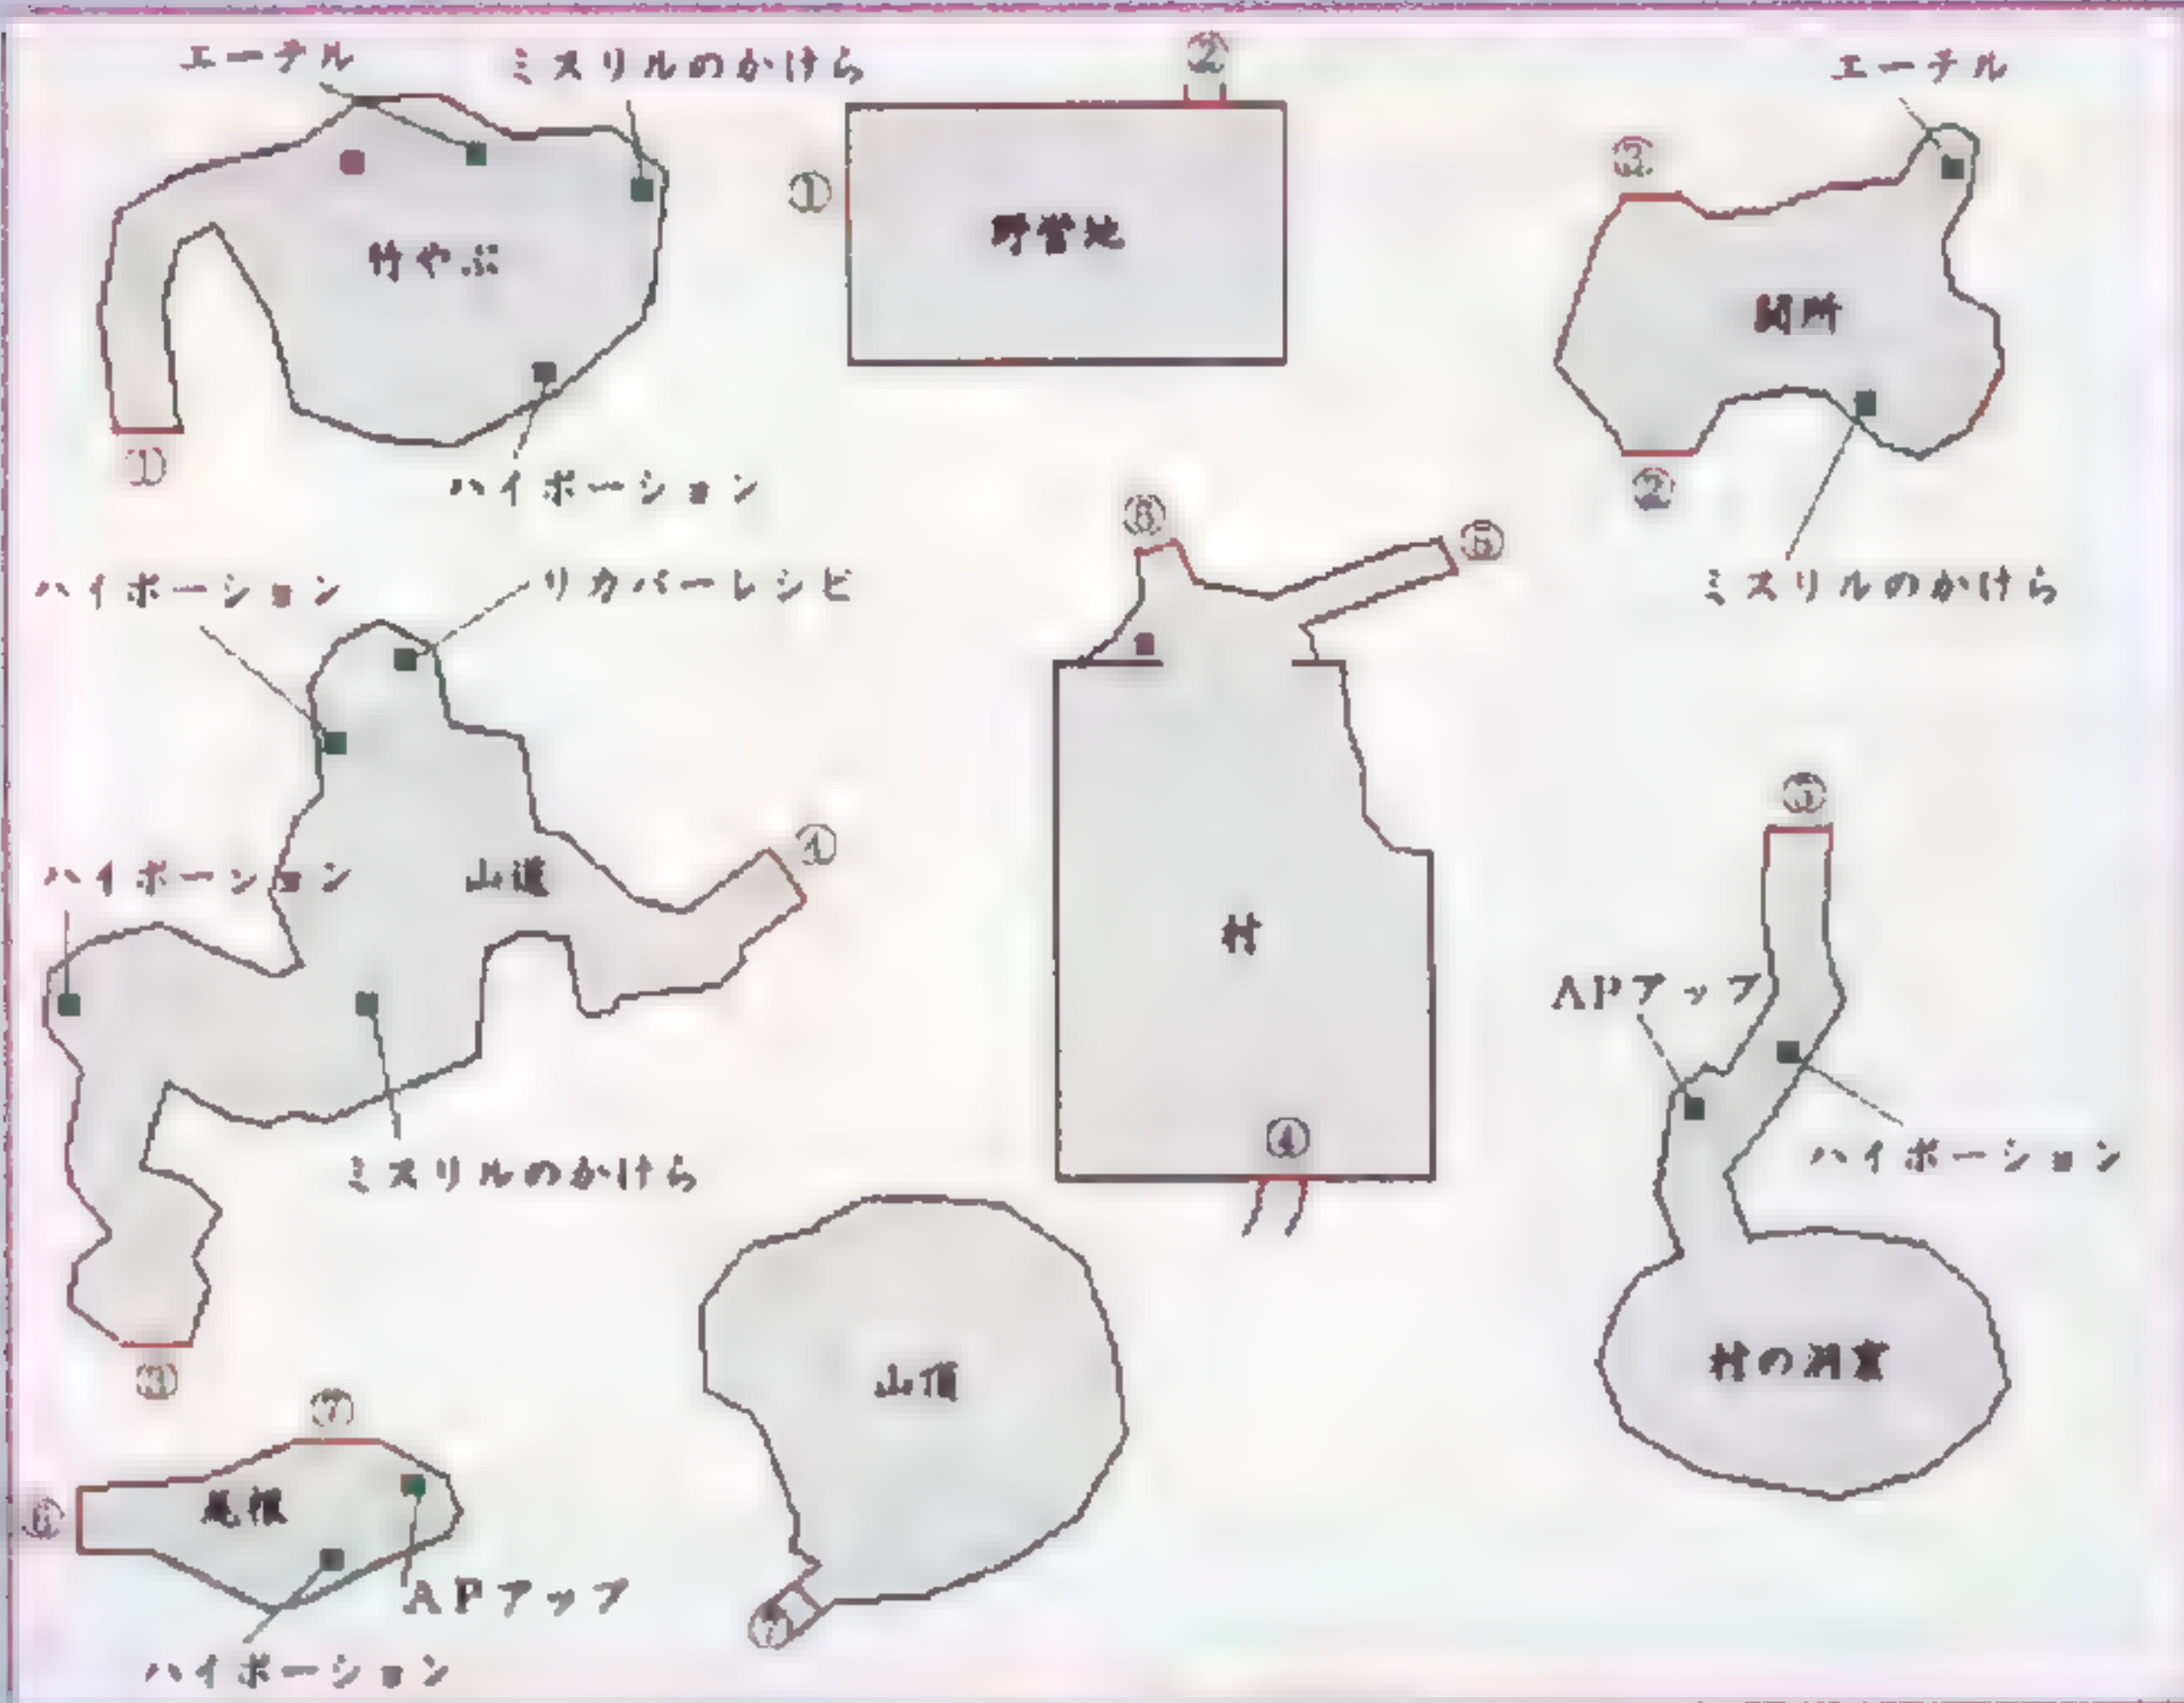 エーテル
ミスリルのかけら
②
エーテル
③
①
竹やぶ
野営地
関所
①
ハイポーション
②
⑥
⑤
ハイポーション
リカバーレシピ
ミスリルのかけら
⑤
④
ハイポーション
山道
村
APアップ
④
ハイポーション
ミスリルのかけら
山頂
村の洞窟
③
⑦
⑥
尾根
APアップ
⑦
ハイポーション